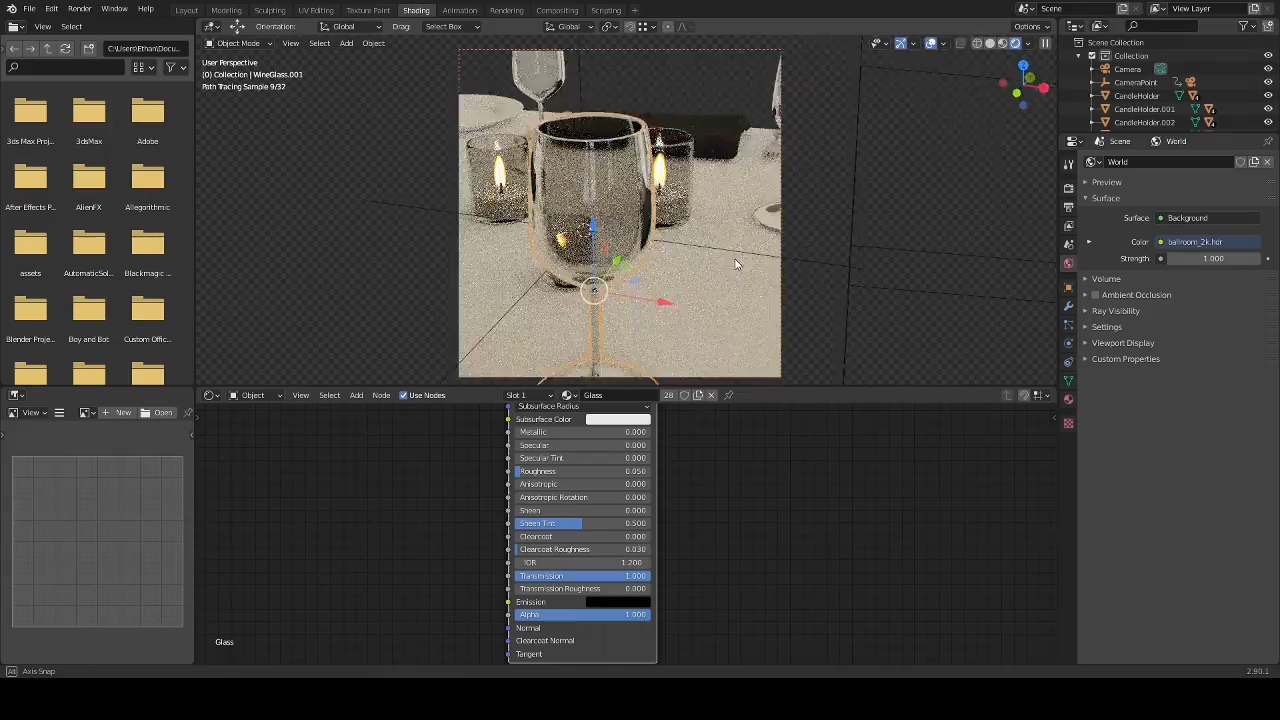 File Edit Render Window Help Layout Modeling Sculpting UV Editing Texture Paint Shading Animation Rendering Compositing Scripting + Scene View Layer
View Select Orientation: Global Drag: Select Box Global Options
C:\Users\Ethan\Docu... Object Mode View Select Add Object Scene Collection
Collection
User Perspective Camera
(0) Collection | WineGlass.001 CameraPoint
Path Tracing Sample 9/32 CandleHolder
CandleHolder.001
CandleHolder.002
3ds Max Proj... 3dsMax Adobe Scene World
World
Preview
Surface
After Effects P... AlienFX Allegorithmic Surface Background
Color ballroom_2k.hdr
Strength 1.000
assets AutomaticSol... Blackmagic ... Volume
Ambient Occlusion
Ray Visibility
Settings
Blender Proje... Boy and Bot Custom Offic... Viewport Display
Custom Properties
Object View Select Add Node Use Nodes Slot 1 Glass 28
View New Open
Subsurface Radius
Subsurface Color
Metallic 0.000
Specular 0.000
Specular Tint 0.000
Roughness 0.050
Anisotropic 0.000
Anisotropic Rotation 0.000
Sheen 0.000
Sheen Tint 0.500
Clearcoat 0.000
Clearcoat Roughness 0.030
IOR 1.200
Transmission 1.000
Transmission Roughness 0.000
Emission
Alpha 1.000
Normal
Clearcoat Normal
Tangent
Glass
Alt Axis Snap 2.90.1